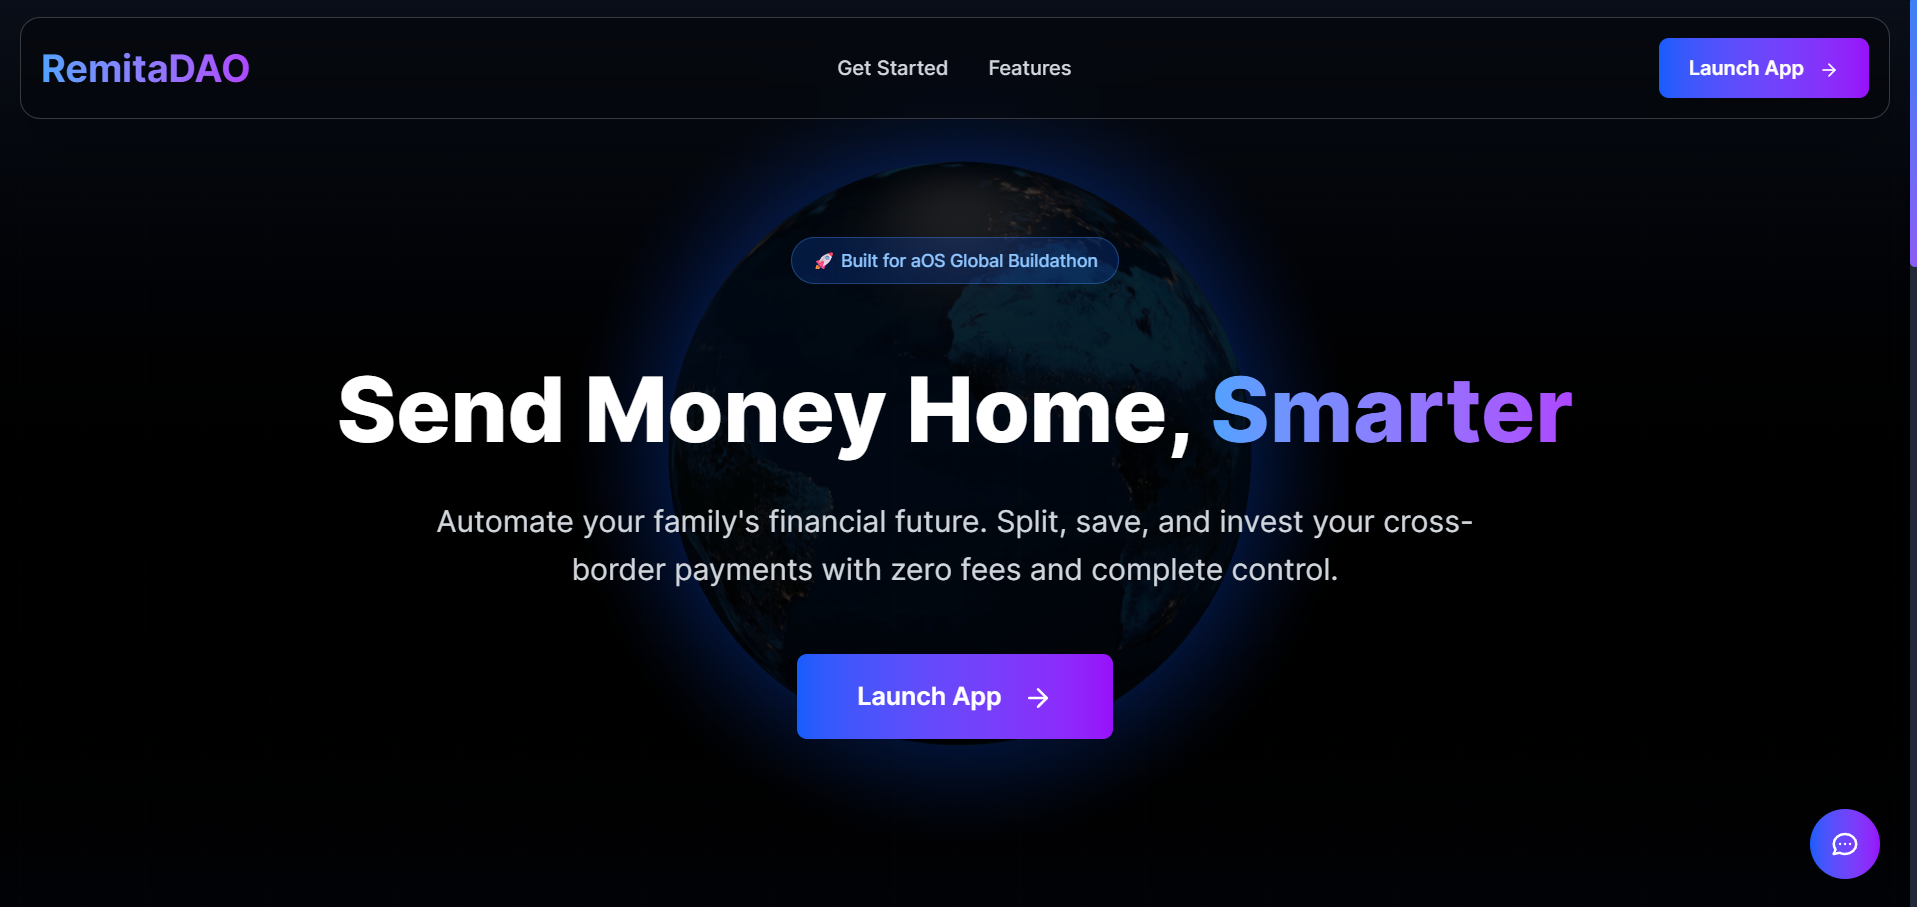 RemitaDAO
Get Started
Features
Launch App →
🚀 Built for aOS Global Buildathon
Send Money Home, Smarter
Automate your family's financial future. Split, save, and invest your cross-
border payments with zero fees and complete control.
Launch App →